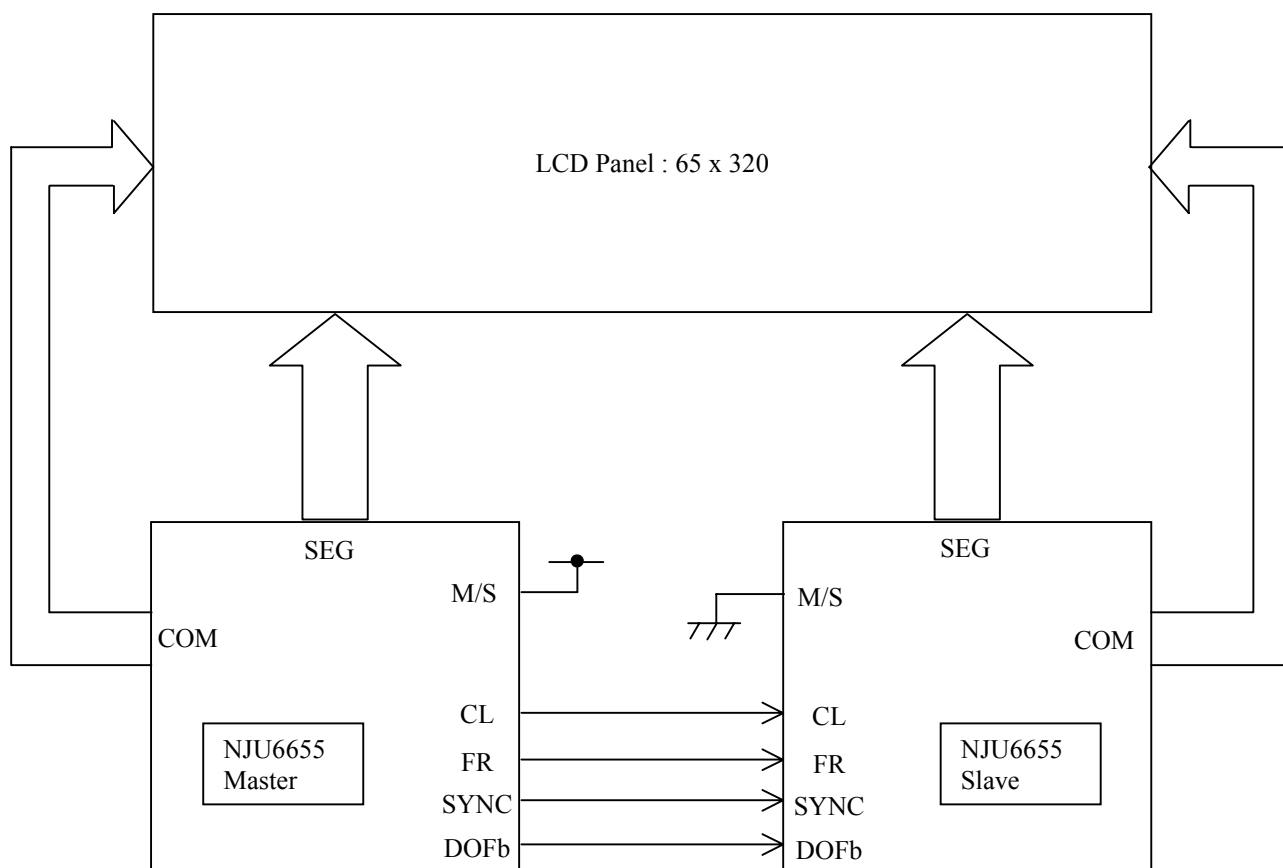 LCD Panel : 65 x 320
SEG
M/S
COM
CL
FR
SYNC
DOFb
NJU6655
Master
SEG
M/S
COM
CL
FR
SYNC
DOFb
NJU6655
Slave